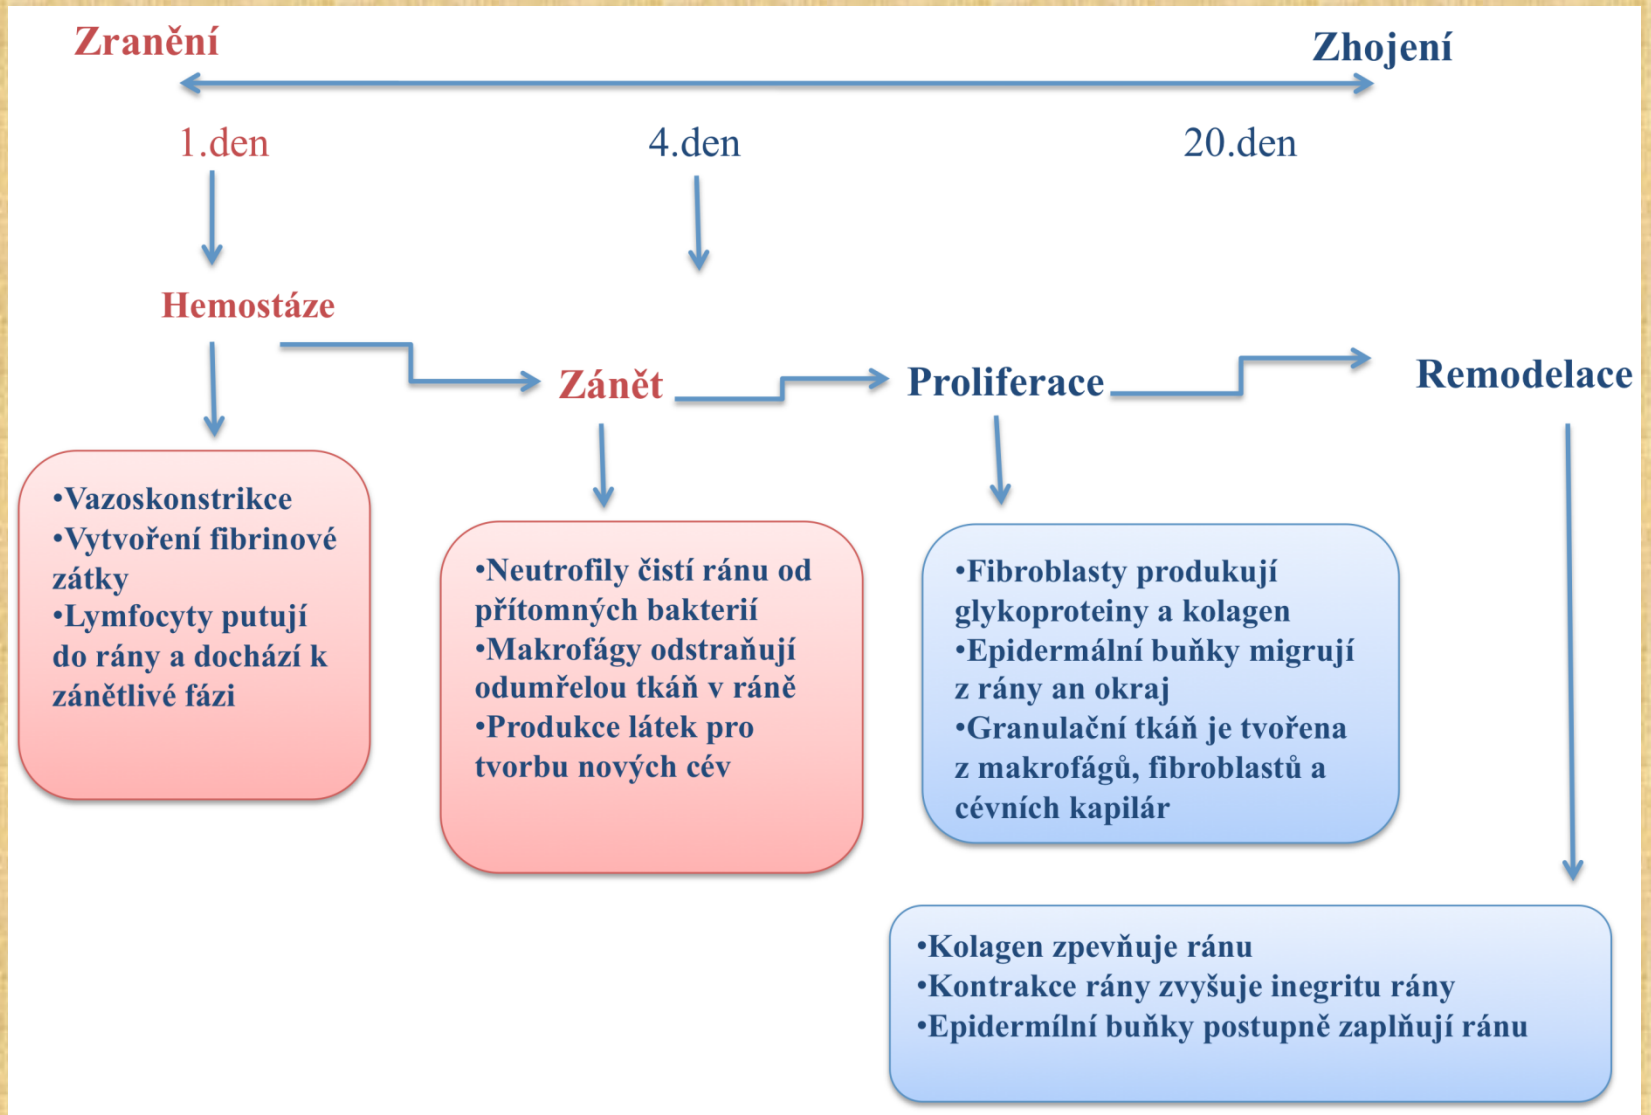 Zranění
Zhojení
1.den
4.den
20.den
Hemostáze
Zánět
Proliferace
Remodelace
•Vazoskonstrikce
•Vytvoření fibrinové
zátky
•Lymfocyty putují
do rány a dochází k
zánětlivé fázi
•Neutrofily čistí ránu od
přítomných bakterií
•Makrofágy odstraňují
odumřelou tkáň v ráně
•Produkce látek pro
tvorbu nových cév
•Fibroblasty produkují
glykoproteiny a kolagen
•Epidermální buňky migrují
z rány an okraj
•Granulační tkáň je tvořena
z makrofágů, fibroblastů a
cévních kapilár
•Kolagen zpevňuje ránu
•Kontrakce rány zvyšuje inegritu rány
•Epidermílní buňky postupně zaplňují ránu